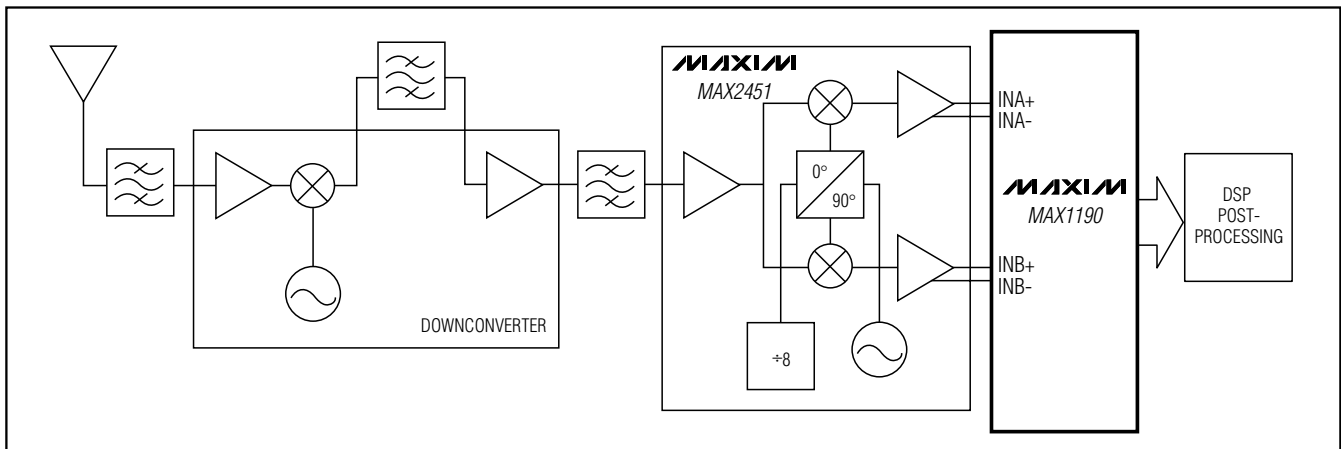 DOWNCONVERTER
MAXIM
MAX2451
0°
90°
÷8
INA+
INA-
MAXIM
MAX1190
INB+
INB-
DSP
POST-
PROCESSING